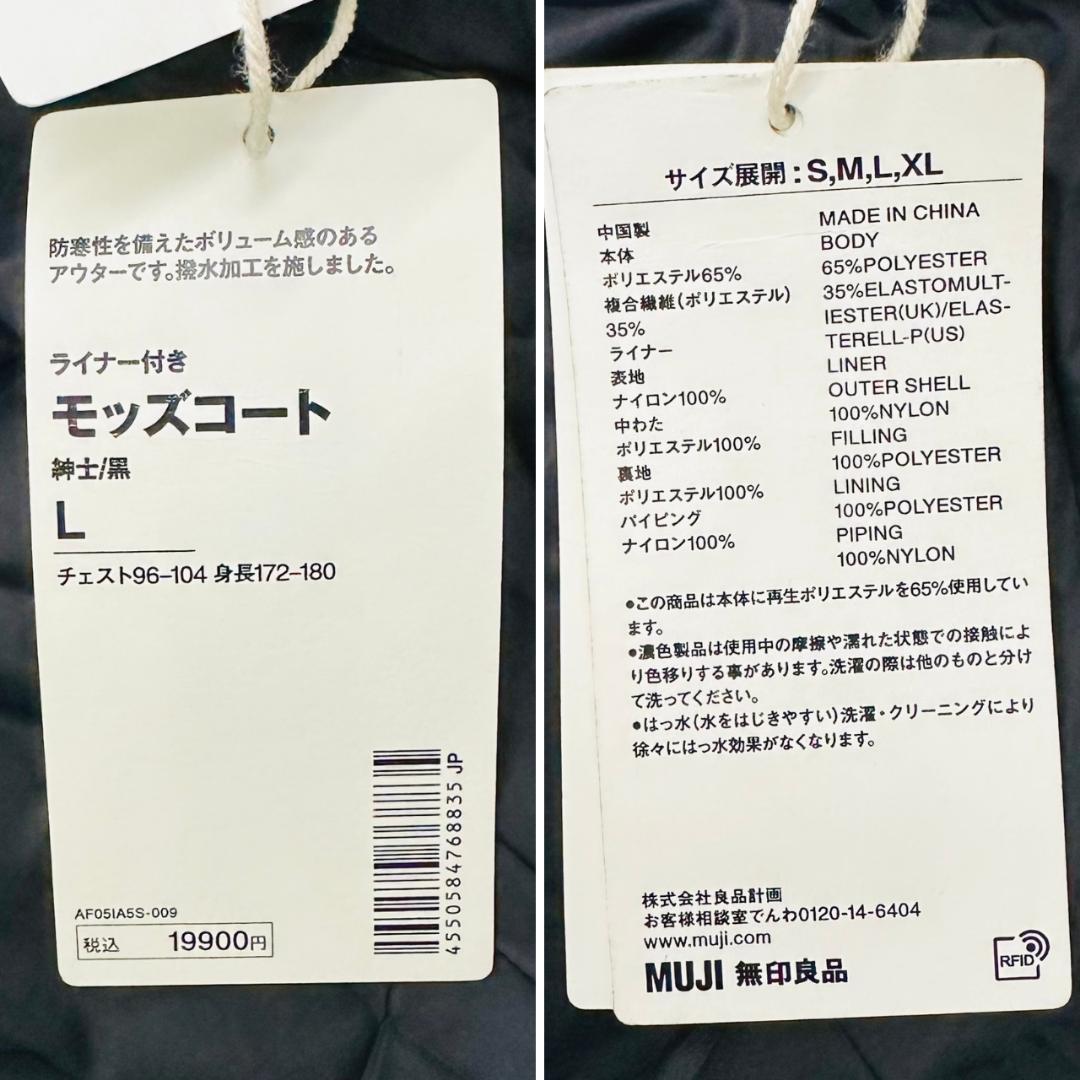 防寒性を備えたボリューム感のある
アウターです。撥水加工を施しました。
ライナー付き
モッズコート
紳士/黒
L
チェスト96–104 身長172–180
4550584768835 JP
AF05IA5S-009
税込 19900円
サイズ展開:S,M,L,XL
中国製
本体
ポリエステル65%
複合繊維(ポリエステル)
35%
ライナー
表地
ナイロン100%
中わた
ポリエステル100%
裏地
ポリエステル100%
パイピング
ナイロン100%
MADE IN CHINA
BODY
65%POLYESTER
35%ELASTOMULT-
IESTER(UK)/ELAS-
TERELL-P(US)
LINER
OUTER SHELL
100%NYLON
FILLING
100%POLYESTER
LINING
100%POLYESTER
PIPING
100%NYLON
●この商品は本体に再生ポリエステルを65%使用してい
ます。
●濃色製品は使用中の摩擦や濡れた状態での接触によ
り色移りする事があります。洗濯の際は他のものと分け
て洗ってください。
●はっ水(水をはじきやすい)洗濯・クリーニングにより
徐々にはっ水効果がなくなります。
株式会社良品計画
お客様相談室でんわ0120-14-6404
www.muji.com
MUJI 無印良品
RFID